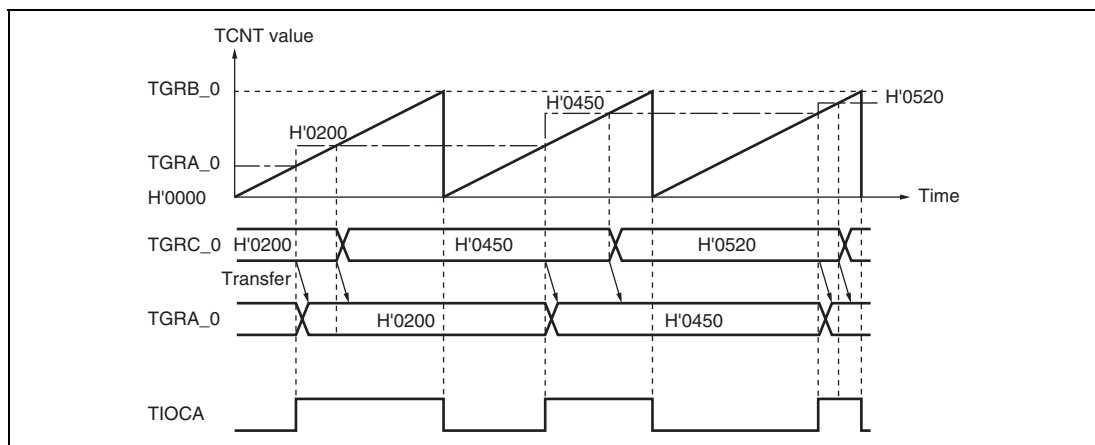 TCNT value
TGRB_0
H'0520
H'0450
H'0200
TGRA_0
H'0000
Time
TGRC_0
H'0200
H'0450
H'0520
Transfer
TGRA_0
H'0200
H'0450
TIOCA